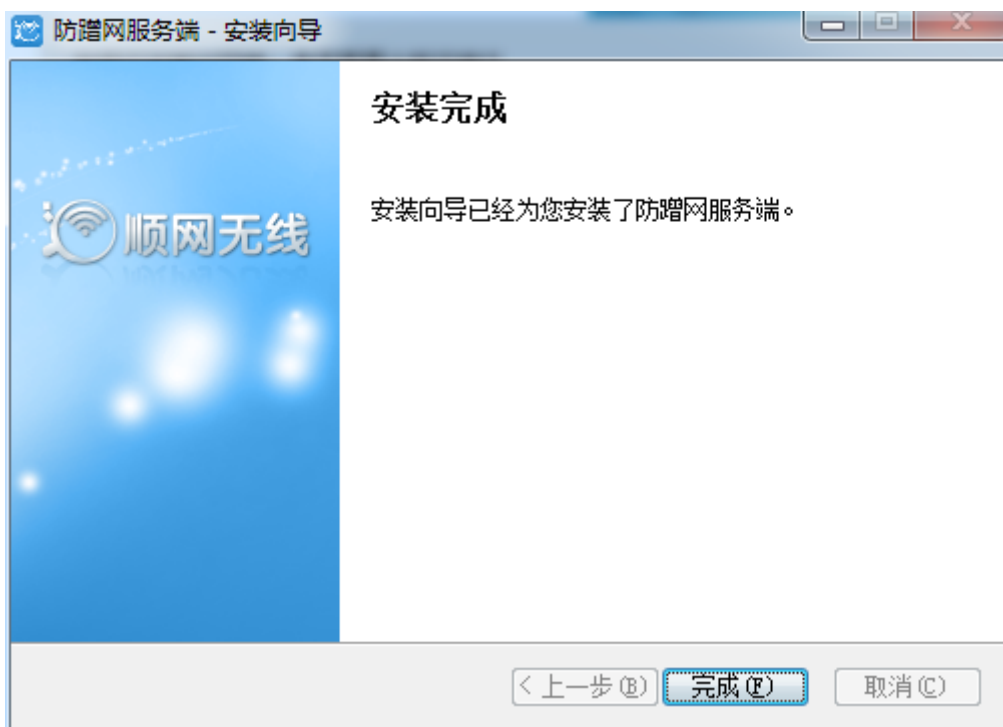 防蹭网服务端 - 安装向导
安装完成
安装向导已经为您安装了防蹭网服务端。
顺网无线
< 上一步(B)
完成(F)
取消(C)